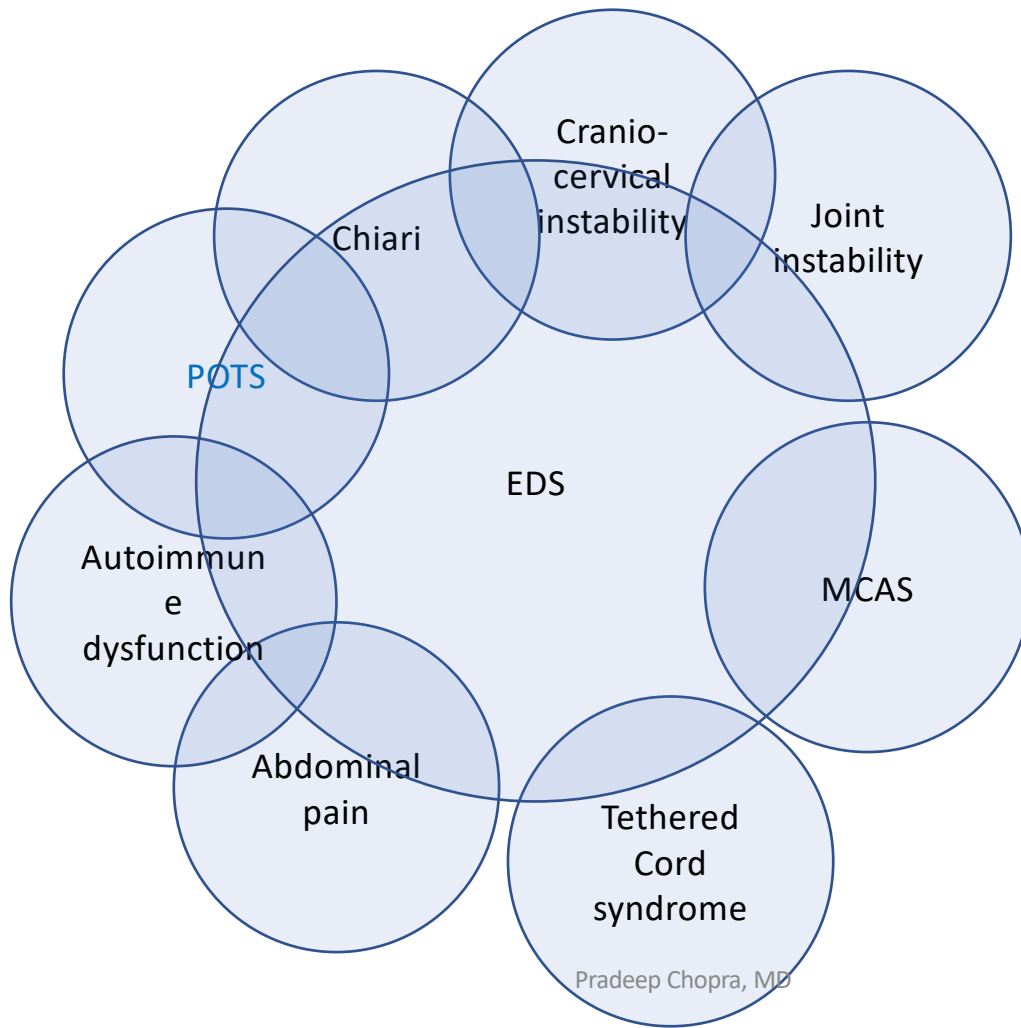 Cranio-
cervical
instability
Joint
instability
Chiari
POTS
EDS
Autoimmun
e
dysfunction
MCAS
Abdominal
pain
Tethered
Cord
syndrome
Pradeep Chopra, MD